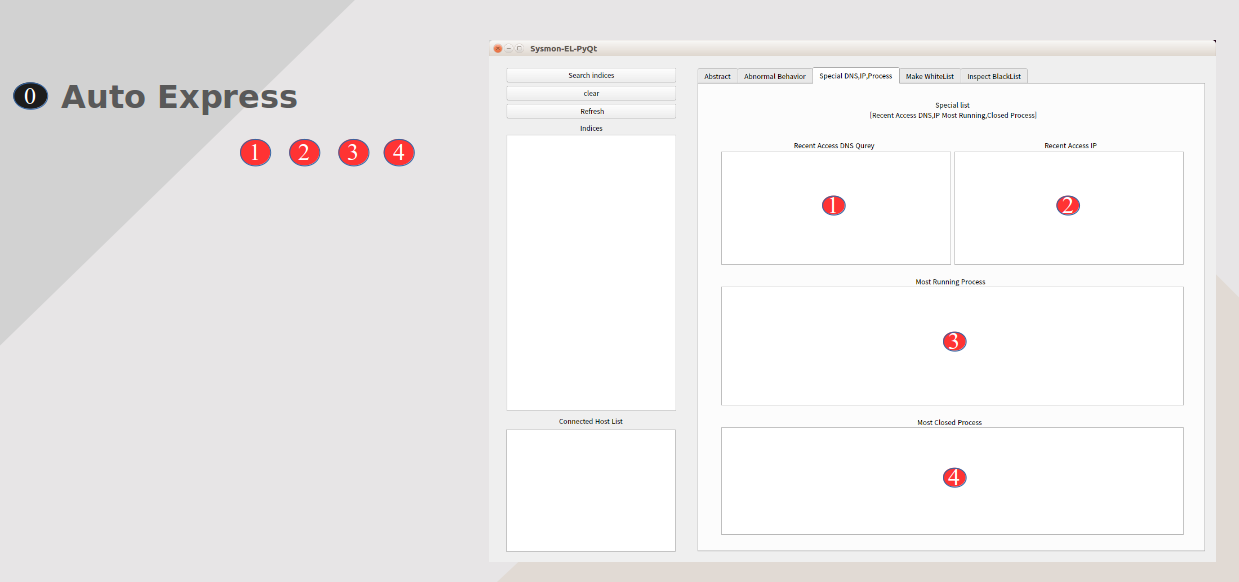 0 Auto Express
1 2 3 4
Sysmon-EL-PyQt
Search indices
clear
Refresh
Indices
Connected Host List
Abstract Abnormal Behavior Special DNS,IP,Process Make WhiteList Inspect BlackList
Special list
[Recent Access DNS,IP Most Running,Closed Process]
Recent Access DNS Qurey Recent Access IP
1 2
Most Running Process
3
Most Closed Process
4